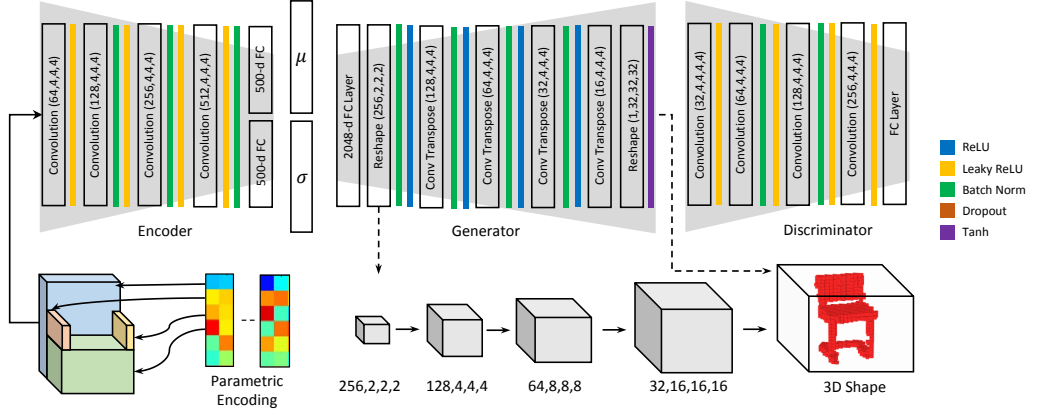 Convolution (64,4,4,4)
Convolution (128,4,4,4)
Convolution (256,4,4,4)
Convolution (512,4,4,4)
500-d FC
500-d FC
μ
σ
Encoder
2048-d FC Layer
Reshape (256,2,2,2)
Conv Transpose (128,4,4,4)
Conv Transpose (64,4,4,4)
Conv Transpose (32,4,4,4)
Conv Transpose (16,4,4,4)
Reshape (1,32,32,32)
Generator
Convolution (32,4,4,4)
Convolution (64,4,4,4)
Convolution (128,4,4,4)
Convolution (256,4,4,4)
FC Layer
Discriminator
ReLU
Leaky ReLU
Batch Norm
Dropout
Tanh
Parametric
Encoding
256,2,2,2
128,4,4,4
64,8,8,8
32,16,16,16
3D Shape